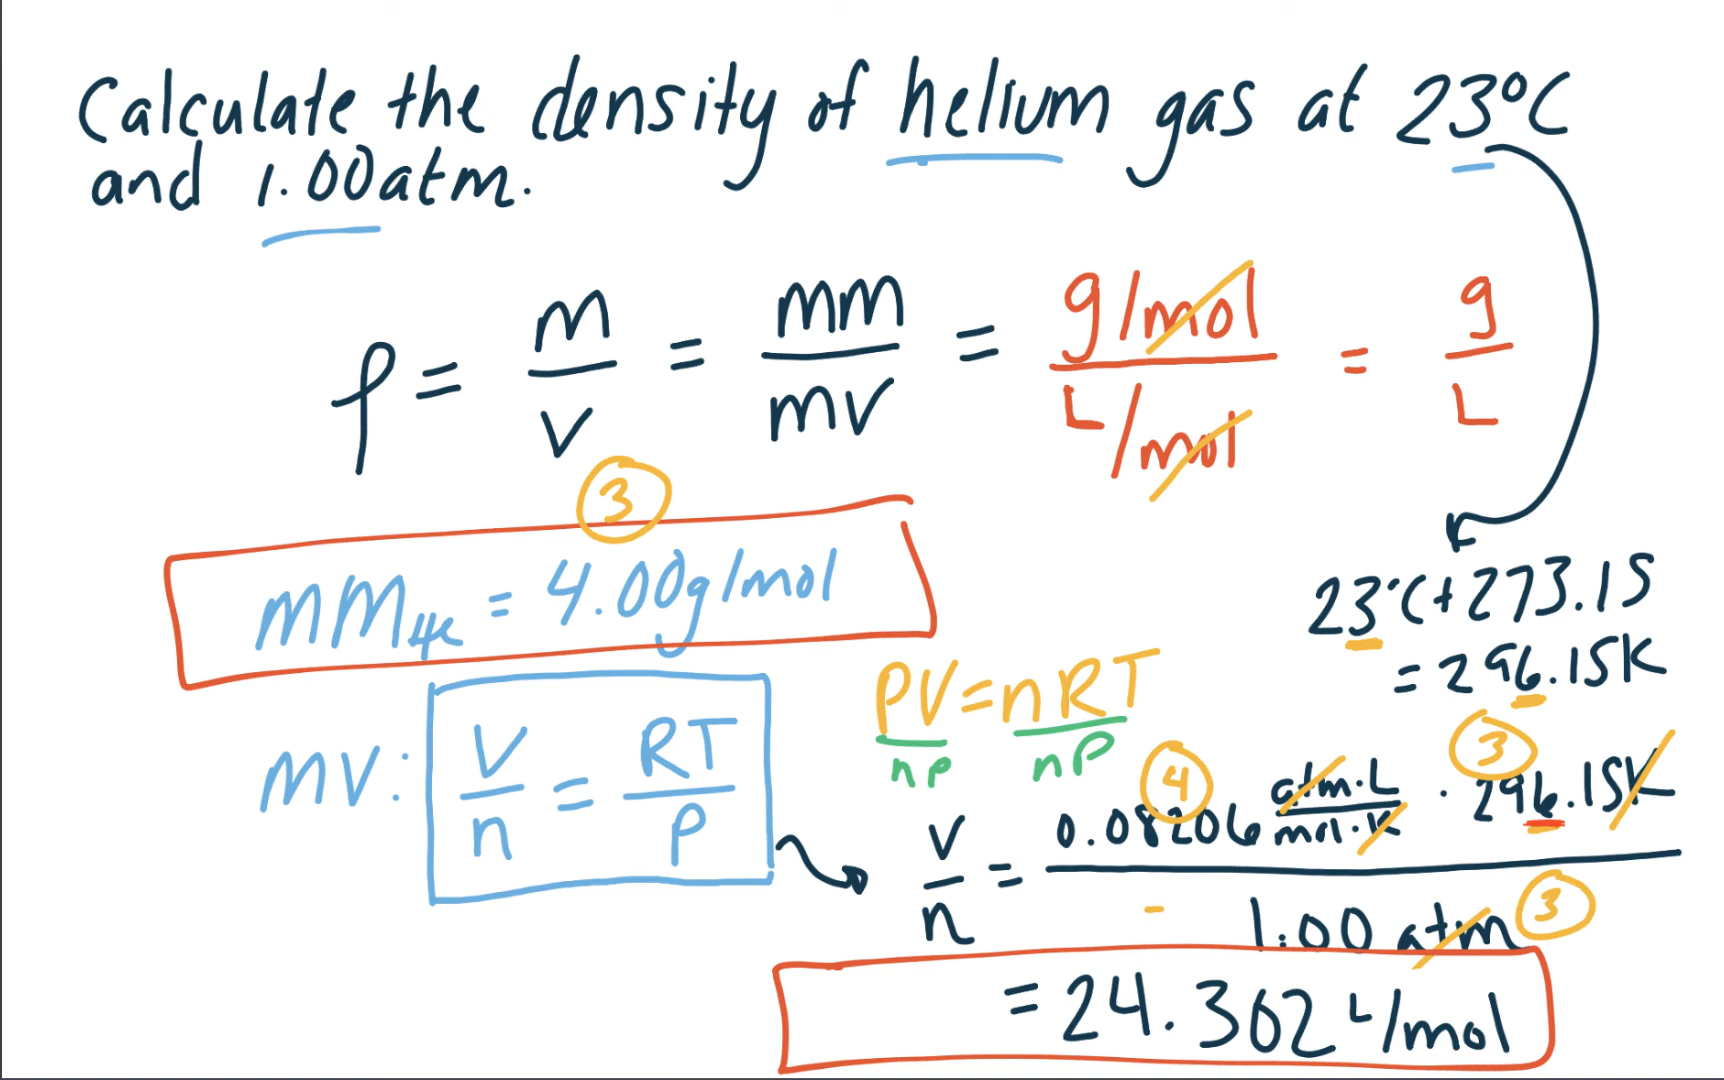 Calculate the density of helium gas at 23°C
and 1.00atm.
ρ = m/v = mm/mv = g/mol / L/mol = g/L
③
MMHe = 4.00g/mol
23°C+273.15
= 296.15K
PV=nRT
nP nP
MV: V/n = RT/P
④ ③
V/n = 0.08206 atm·L/mol·K · 296.15K
1.00 atm ③
= 24.302 L/mol